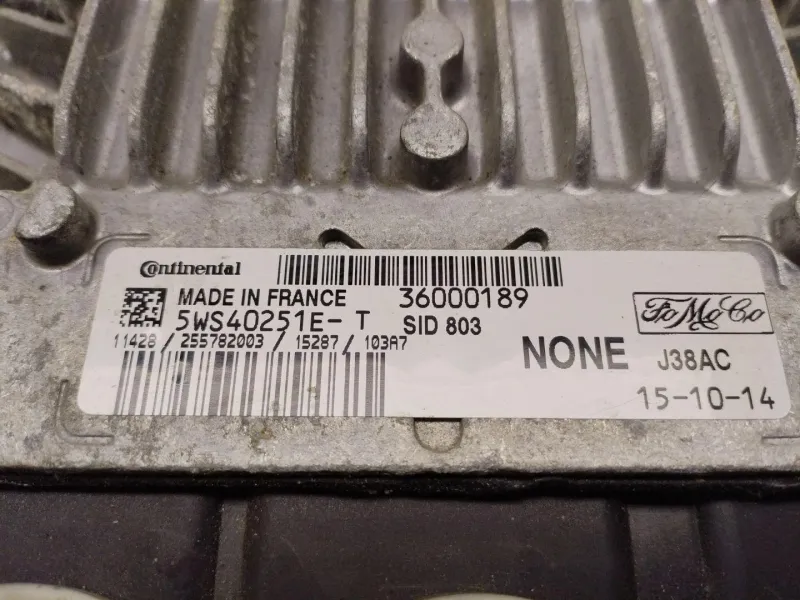 Continental
MADE IN FRANCE 36000189
5WS40251E- T SID 803
11428 / 255782003 / 15287 / 103A7
FoMoCo
NONE J38AC
15-10-14